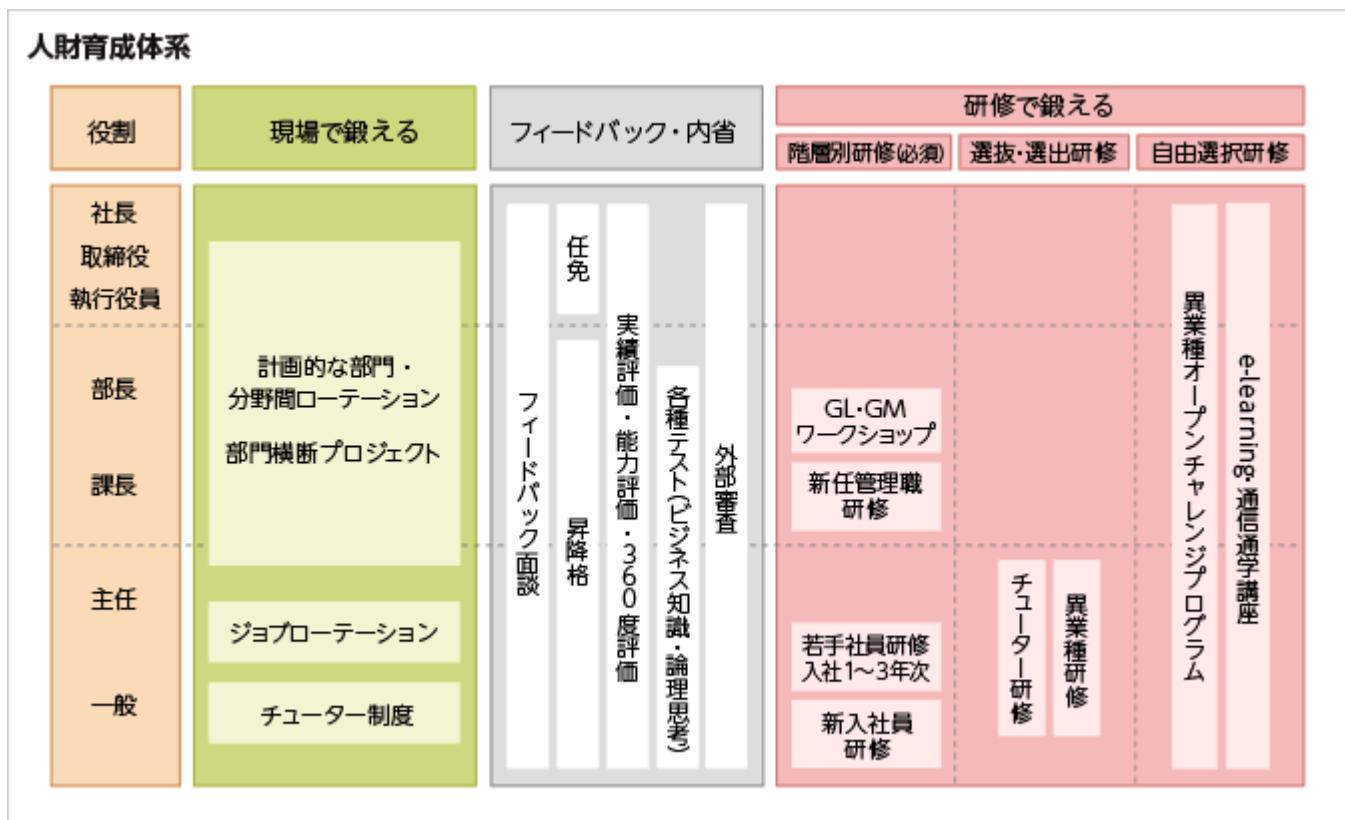 人財育成体系
役割
現場で鍛える
フィードバック・内省
研修で鍛える
階層別研修(必須)
選抜・選出研修
自由選択研修
社長
取締役
執行役員
部長
課長
主任
一般
計画的な部門・
分野間ローテーション
部門横断プロジェクト
ジョブローテーション
チューター制度
フィードバック面談
任免
昇降格
実績評価・能力評価・360度評価
各種テスト(ビジネス知識・論理思考)
外部審査
GL・GM
ワークショップ
新任管理職
研修
若手社員研修
入社1〜3年次
新入社員
研修
チューター研修
異業種研修
異業種オープンチャレンジプログラム
e-learning・通信通学講座